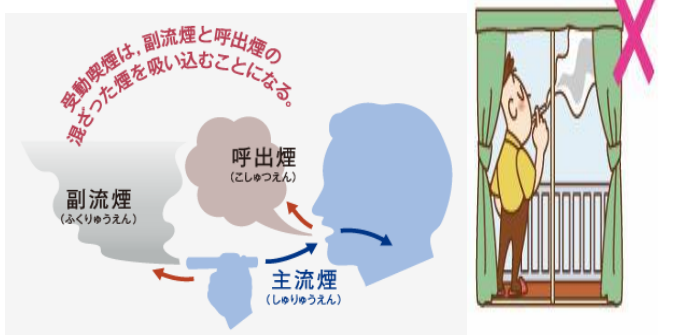 受動喫煙は，副流煙と呼出煙の
混ざった煙を吸い込むことになる。
呼出煙
（こしゅつえん）
副流煙
（ふくりゅうえん）
主流煙
（しゅりゅうえん）